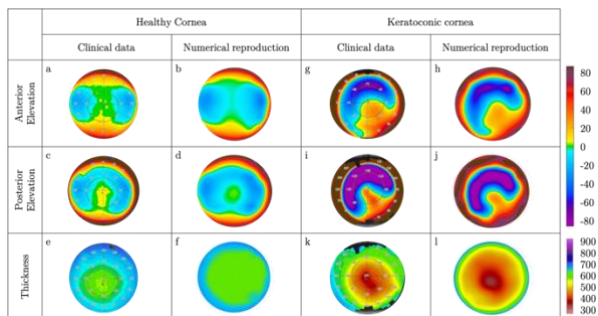 Healthy Cornea
Keratoconic cornea
Clinical data
Numerical reproduction
Clinical data
Numerical reproduction
Anterior
Elevation
a
b
g
h
Posterior
Elevation
c
d
i
j
Thickness
e
f
k
l
80
60
40
20
0
-20
-40
-60
-80
900
800
700
600
500
400
300